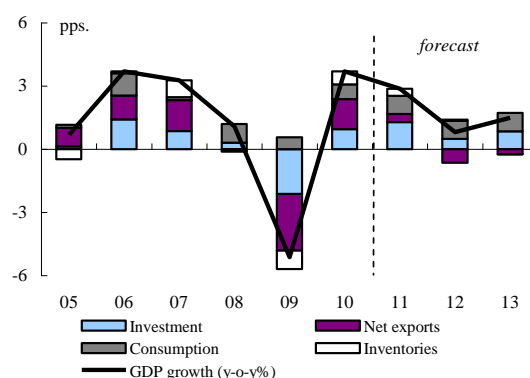 6
pps.
forecast
3
0
-3
-6
05 06 07 08 09 10 11 12 13
Investment Net exports
Consumption Inventories
GDP growth (y-o-y%)